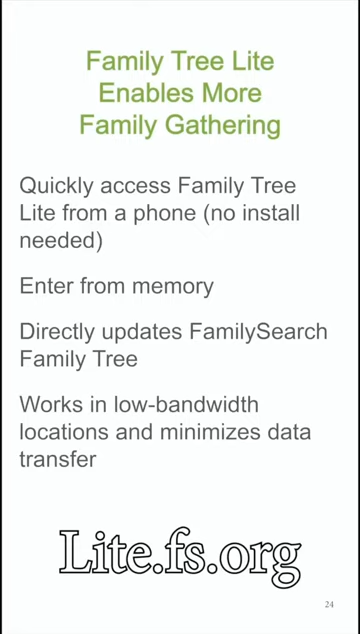 Family Tree Lite
Enables More
Family Gathering
Quickly access Family Tree
Lite from a phone (no install
needed)
Enter from memory
Directly updates FamilySearch
Family Tree
Works in low-bandwidth
locations and minimizes data
transfer
Lite.fs.org
24